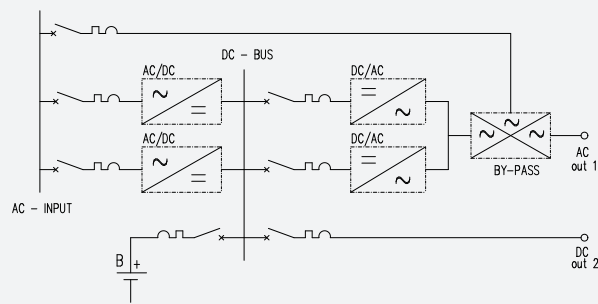 DC - BUS
AC/DC
DC/AC
AC/DC
DC/AC
AC
out 1
BY-PASS
AC - INPUT
B +
DC
out 2